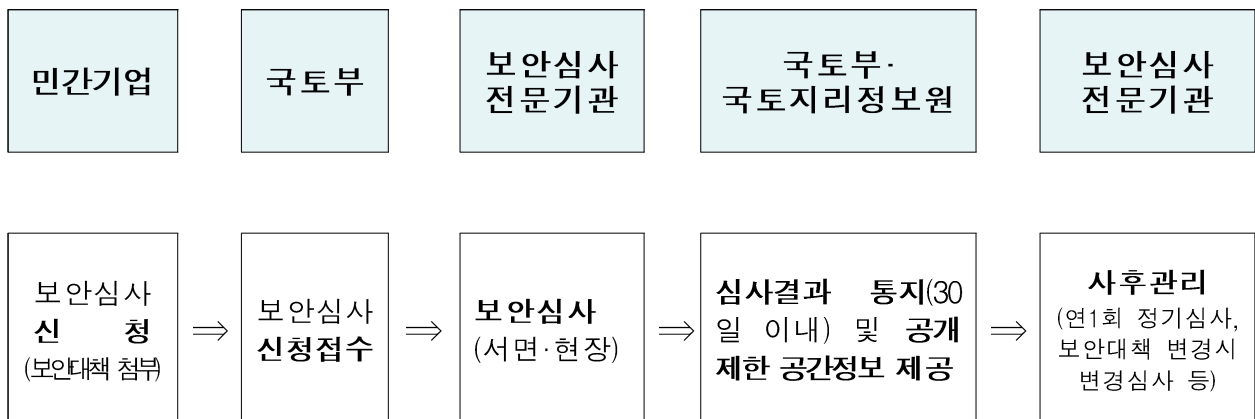 민간기업
국토부
보안심사
전문기관
국토부·
국토지리정보원
보안심사
전문기관
보안심사
신 청
(보안대책 첨부)
⇒
보안심사
신청접수
⇒
보안심사
(서면·현장)
⇒
심사결과 통지(30
일 이내) 및 공개
제한 공간정보 제공
⇒
사후관리
(연1회 정기심사,
보안대책 변경시
변경심사 등)